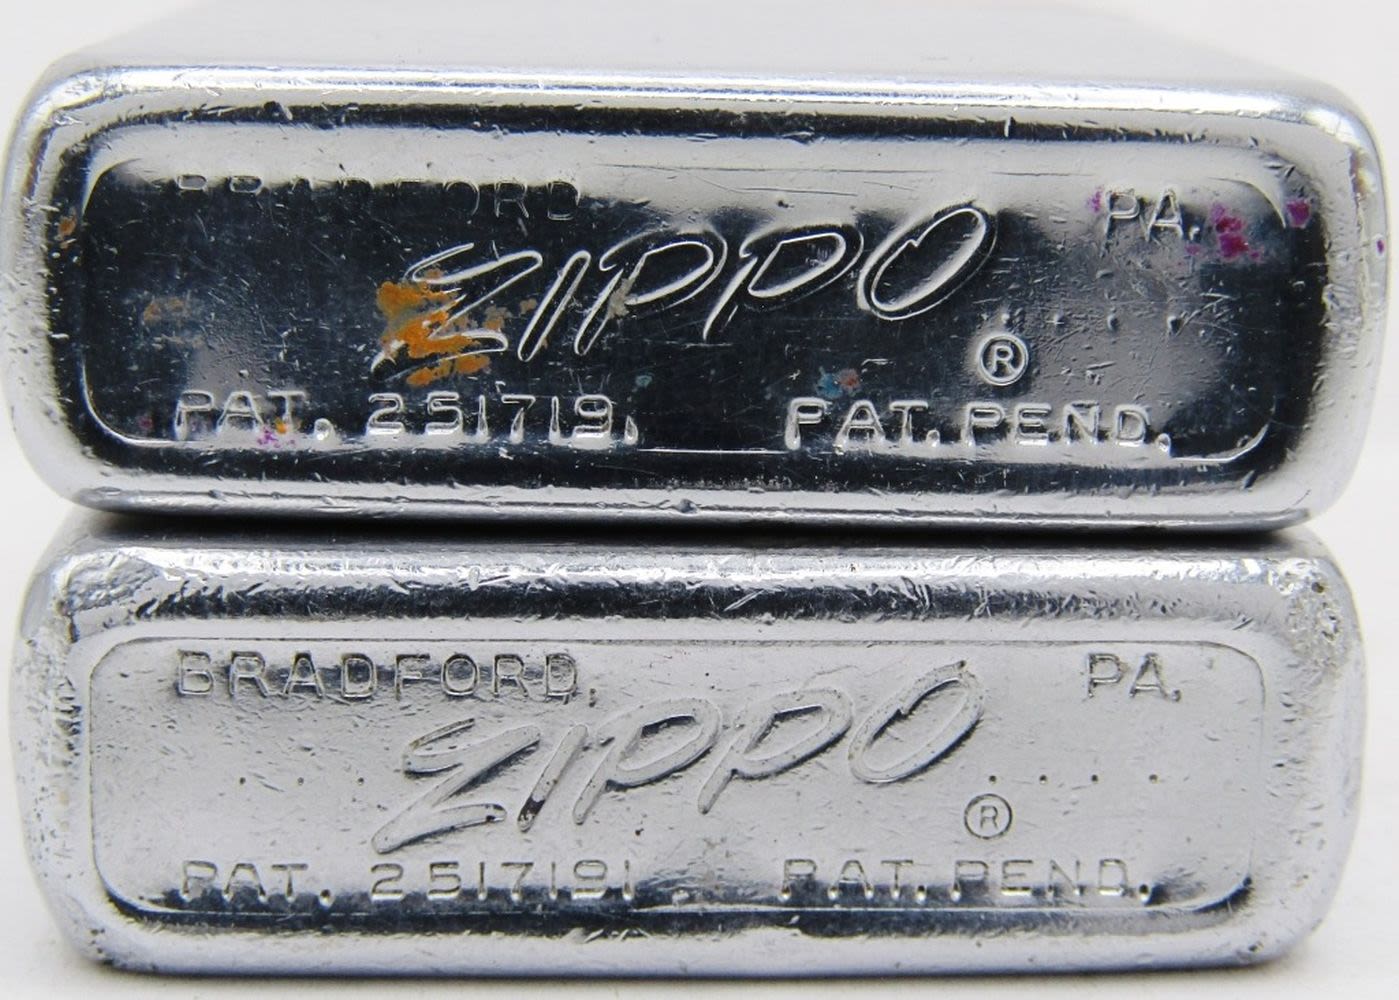 BRADFORD PA.
ZIPPO
®
PAT. 2517191 PAT. PEND.
BRADFORD, PA.
ZIPPO
®
PAT. 2517191 PAT. PEND.